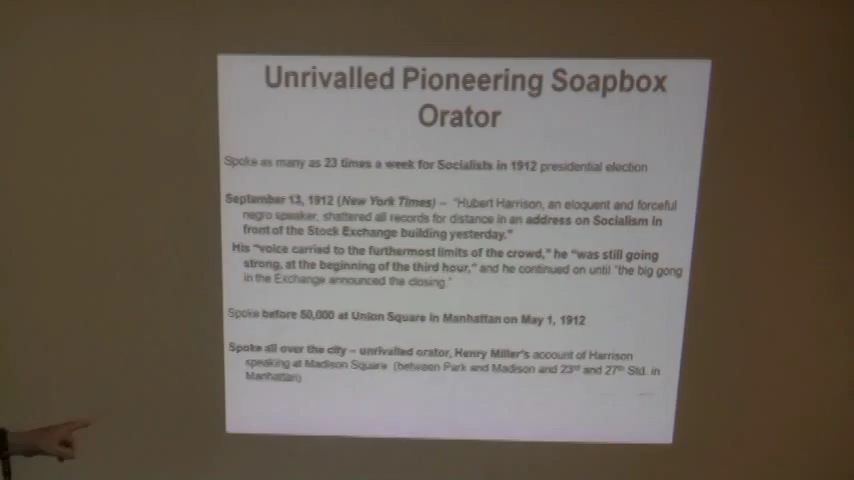 Unrivalled Pioneering Soapbox
Orator
Spoke as many as 23 times a week for Socialists in 1912 presidential election
September 13, 1912 (New York Times) – "Hubert Harrison, an eloquent and forceful
negro speaker, shattered all records for distance in an address on Socialism in
front of the Stock Exchange building yesterday."
His "voice carried to the furthermost limits of the crowd," he "was still going
strong, at the beginning of the third hour," and he continued on until "the big gong
in the Exchange announced the closing."
Spoke before 50,000 at Union Square in Manhattan on May 1, 1912
Spoke all over the city – unrivalled orator, Henry Miller's account of Harrison
speaking at Madison Square (between Park and Madison and 23rd and 27th Std. in
Manhattan)